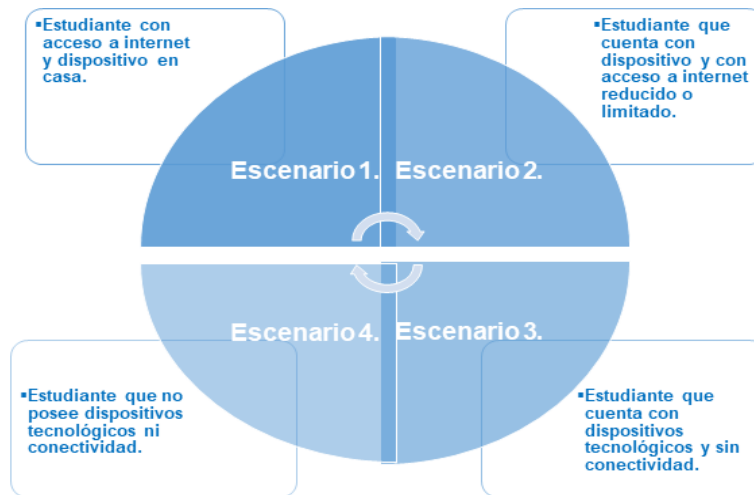 ▪Estudiante con
acceso a internet
y dispositivo en
casa.
▪Estudiante que
cuenta con
dispositivo y con
acceso a internet
reducido o
limitado.
Escenario 1.
Escenario 2.
Escenario 4.
Escenario 3.
▪Estudiante que no
posee dispositivos
tecnológicos ni
conectividad.
▪Estudiante que
cuenta con
dispositivos
tecnológicos y sin
conectividad.